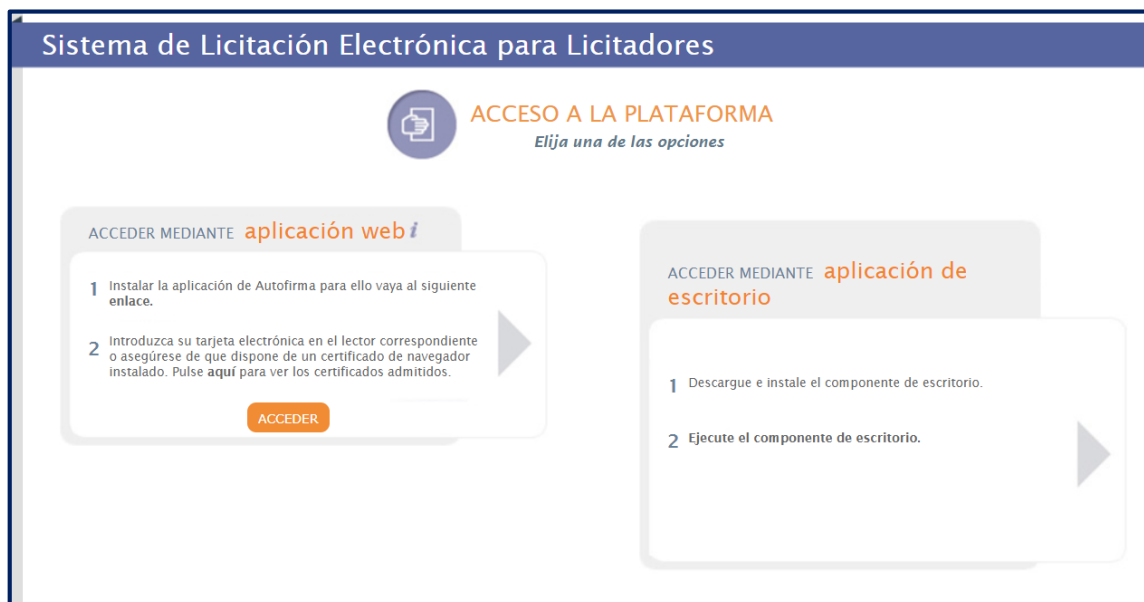 Sistema de Licitación Electrónica para Licitadores
ACCESO A LA PLATAFORMA
Elija una de las opciones
ACCEDER MEDIANTE aplicación web i
1 Instalar la aplicación de Autofirma para ello vaya al siguiente
enlace.
2 Introduzca su tarjeta electrónica en el lector correspondiente
o asegúrese de que dispone de un certificado de navegador
instalado. Pulse aquí para ver los certificados admitidos.
ACCEDER
ACCEDER MEDIANTE aplicación de
escritorio
1 Descargue e instale el componente de escritorio.
2 Ejecute el componente de escritorio.